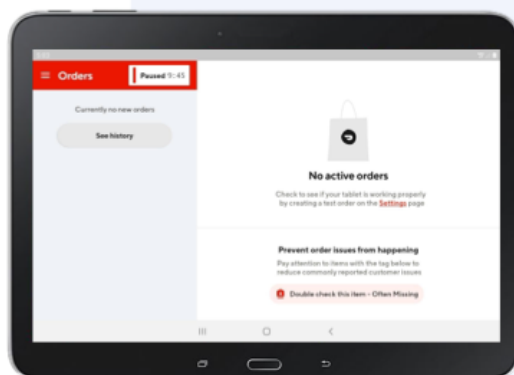 Orders
Paused 9:45
Currently no new orders
See history
No active orders
Check to see if your tablet is working properly
by creating a test order on the Settings page
Prevent order issues from happening
Pay attention to items with the tag below to
reduce commonly reported customer issues
Double check this item - Often Missing